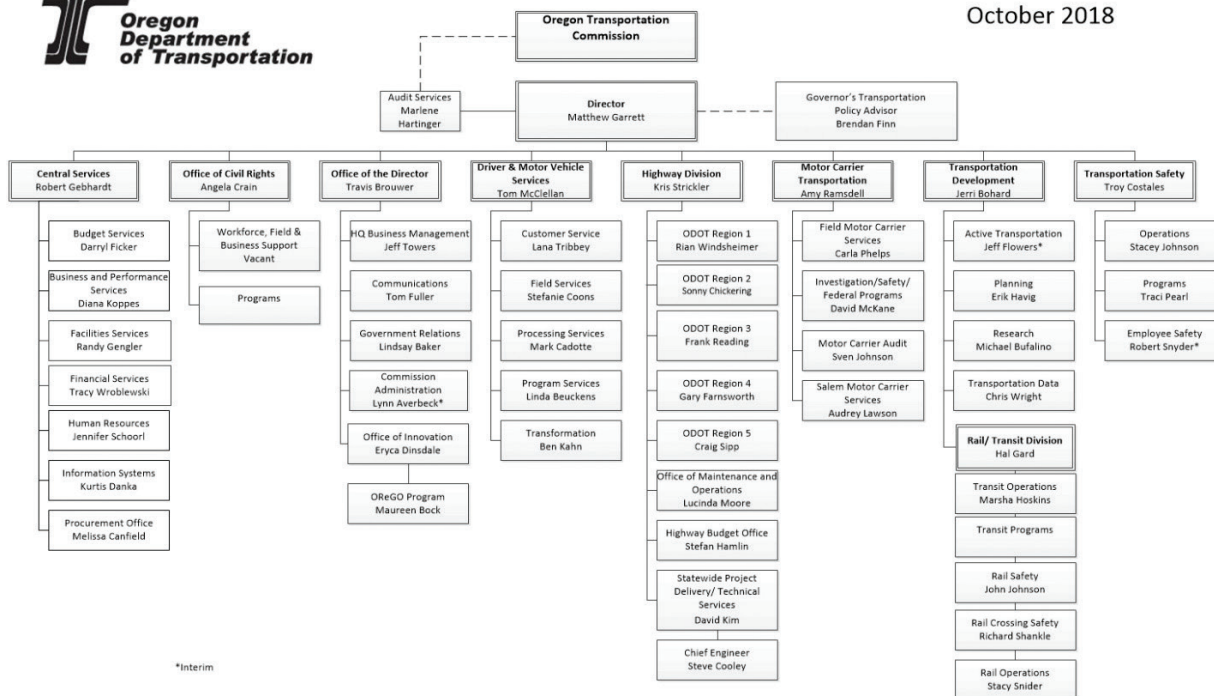 Oregon
Department
of Transportation
October 2018
Oregon Transportation
Commission
Audit Services
Marlene
Hartinger
Director
Matthew Garrett
Governor's Transportation
Policy Advisor
Brendan Finn
Central Services
Robert Gebhardt
Budget Services
Darryl Ficker
Business and Performance
Services
Diana Koppes
Facilities Services
Randy Gengler
Financial Services
Tracy Wroblewski
Human Resources
Jennifer Schoorl
Information Systems
Kurtis Danka
Procurement Office
Melissa Canfield
Office of Civil Rights
Angela Crain
Workforce, Field &
Business Support
Vacant
Programs
Office of the Director
Travis Brouwer
HQ Business Management
Jeff Towers
Communications
Tom Fuller
Government Relations
Lindsay Baker
Commission
Administration
Lynn Averbeck*
Office of Innovation
Eryca Dinsdale
OReGO Program
Maureen Bock
Driver & Motor Vehicle
Services
Tom McClellan
Customer Service
Lana Tribbey
Field Services
Stefanie Coons
Processing Services
Mark Cadotte
Program Services
Linda Beuckens
Transformation
Ben Kahn
Highway Division
Kris Strickler
ODOT Region 1
Rian Windsheimer
ODOT Region 2
Sonny Chickering
ODOT Region 3
Frank Reading
ODOT Region 4
Gary Farnsworth
ODOT Region 5
Craig Sipp
Office of Maintenance and
Operations
Lucinda Moore
Highway Budget Office
Stefan Hamlin
Statewide Project
Delivery/ Technical
Services
David Kim
Chief Engineer
Steve Cooley
Motor Carrier
Transportation
Amy Ramsdell
Field Motor Carrier
Services
Carla Phelps
Investigation/Safety/
Federal Programs
David McKane
Motor Carrier Audit
Sven Johnson
Salem Motor Carrier
Services
Audrey Lawson
Transportation
Development
Jerri Bohard
Active Transportation
Jeff Flowers*
Planning
Erik Havig
Research
Michael Bufalino
Transportation Data
Chris Wright
Rail/ Transit Division
Hal Gard
Transit Operations
Marsha Hoskins
Transit Programs
Rail Safety
John Johnson
Rail Crossing Safety
Richard Shankle
Rail Operations
Stacy Snider
Transportation Safety
Troy Costales
Operations
Stacey Johnson
Programs
Traci Pearl
Employee Safety
Robert Snyder*
*Interim